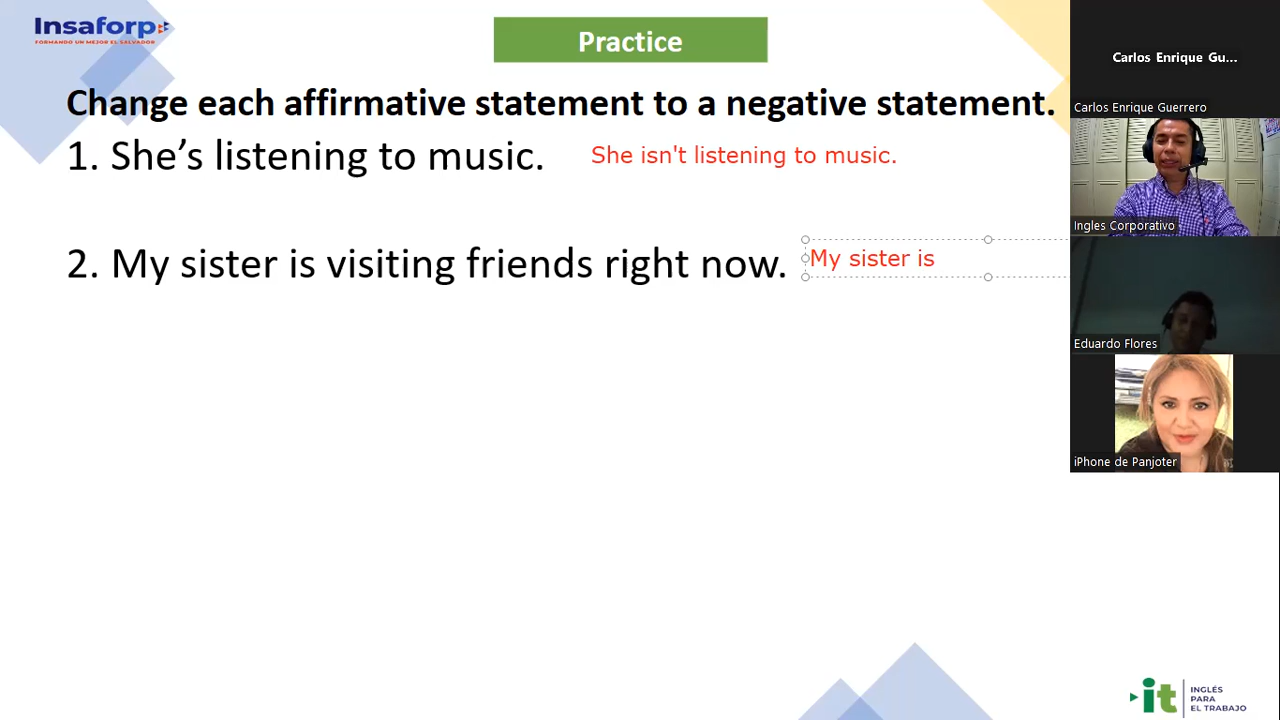 Insaforp
FORMANDO UN MEJOR EL SALVADOR
Practice
Change each affirmative statement to a negative statement.
1. She's listening to music.
She isn't listening to music.
2. My sister is visiting friends right now.
My sister is
Carlos Enrique Gu...
Carlos Enrique Guerrero
Ingles Corporativo
Eduardo Flores
iPhone de Panjoter
it
INGLÉS
PARA
EL TRABAJO